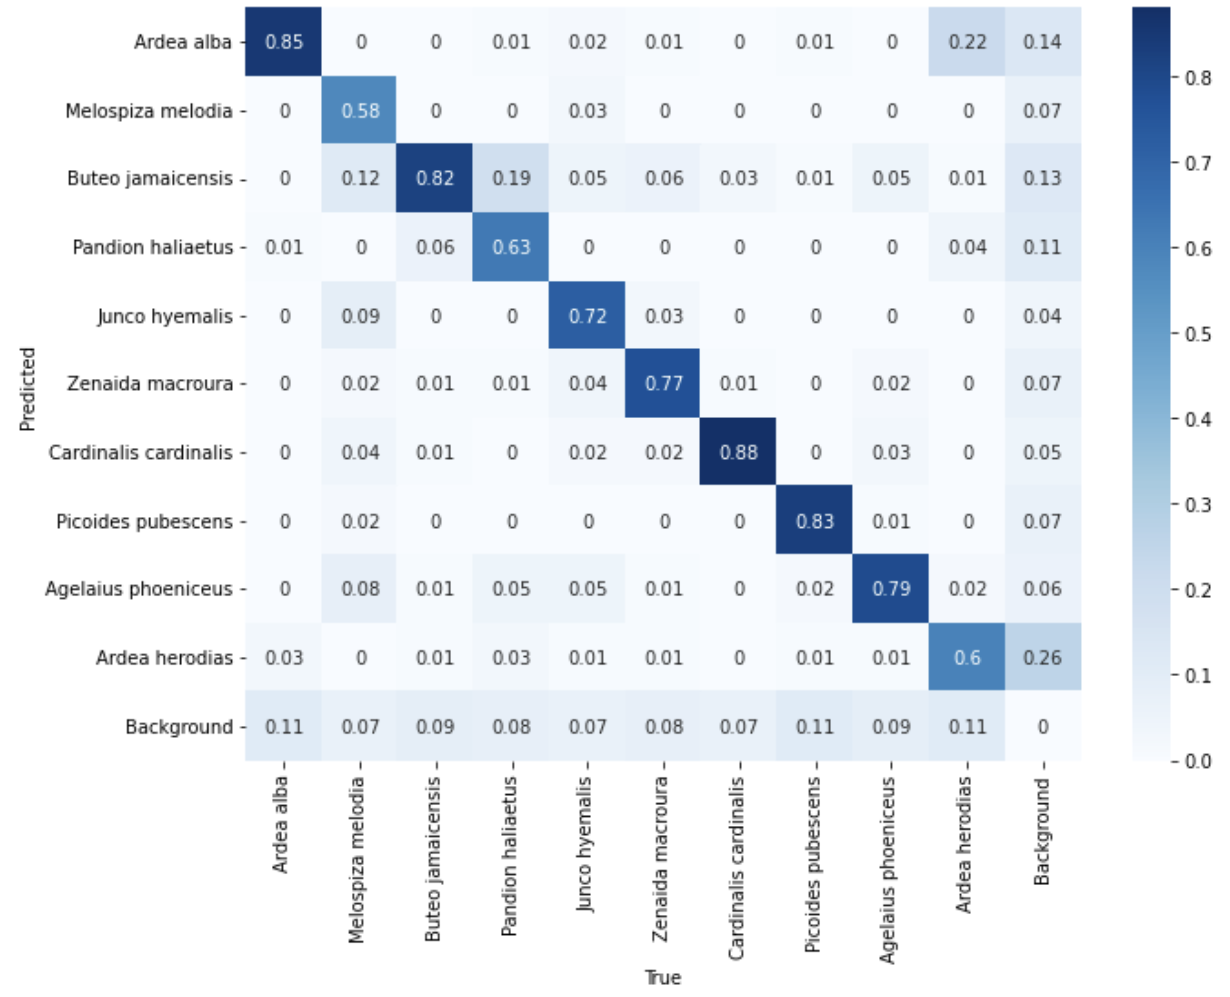 Ardea alba 0.85 0 0 0.01 0.02 0.01 0 0.01 0 0.22 0.14
Melospiza melodia 0 0.58 0 0 0.03 0 0 0 0 0 0.07
Buteo jamaicensis 0 0.12 0.82 0.19 0.05 0.06 0.03 0.01 0.05 0.01 0.13
Pandion haliaetus 0.01 0 0.06 0.63 0 0 0 0 0 0.04 0.11
Junco hyemalis 0 0.09 0 0 0.72 0.03 0 0 0 0 0.04
Zenaida macroura 0 0.02 0.01 0.01 0.04 0.77 0.01 0 0.02 0 0.07
Cardinalis cardinalis 0 0.04 0.01 0 0.02 0.02 0.88 0 0.03 0 0.05
Picoides pubescens 0 0.02 0 0 0 0 0 0.83 0.01 0 0.07
Agelaius phoeniceus 0 0.08 0.01 0.05 0.05 0.01 0 0.02 0.79 0.02 0.06
Ardea herodias 0.03 0 0.01 0.03 0.01 0.01 0 0.01 0.01 0.6 0.26
Background 0.11 0.07 0.09 0.08 0.07 0.08 0.07 0.11 0.09 0.11 0
Predicted
Ardea alba
Melospiza melodia
Buteo jamaicensis
Pandion haliaetus
Junco hyemalis
Zenaida macroura
Cardinalis cardinalis
Picoides pubescens
Agelaius phoeniceus
Ardea herodias
Background
True
0.8
0.7
0.6
0.5
0.4
0.3
0.2
0.1
0.0